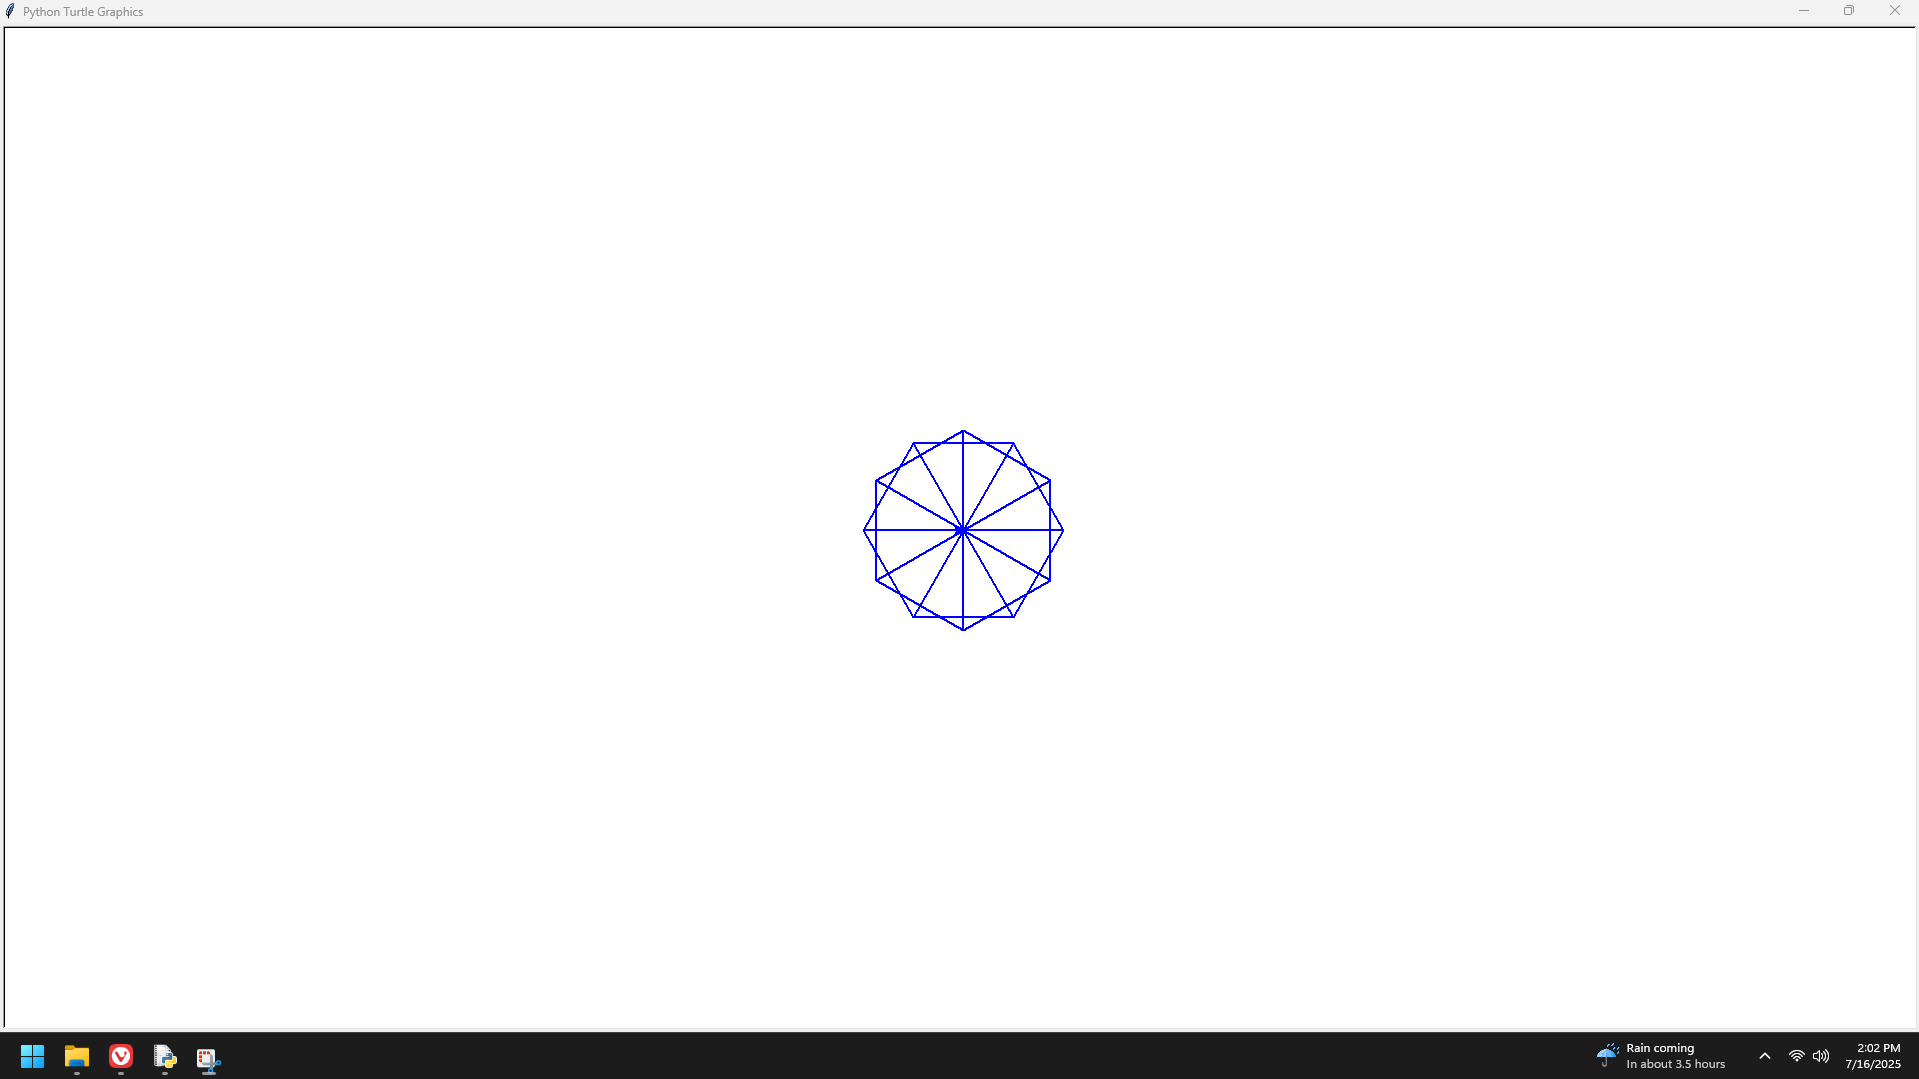 Python Turtle Graphics
Rain coming
In about 3.5 hours
2:02 PM
7/16/2025